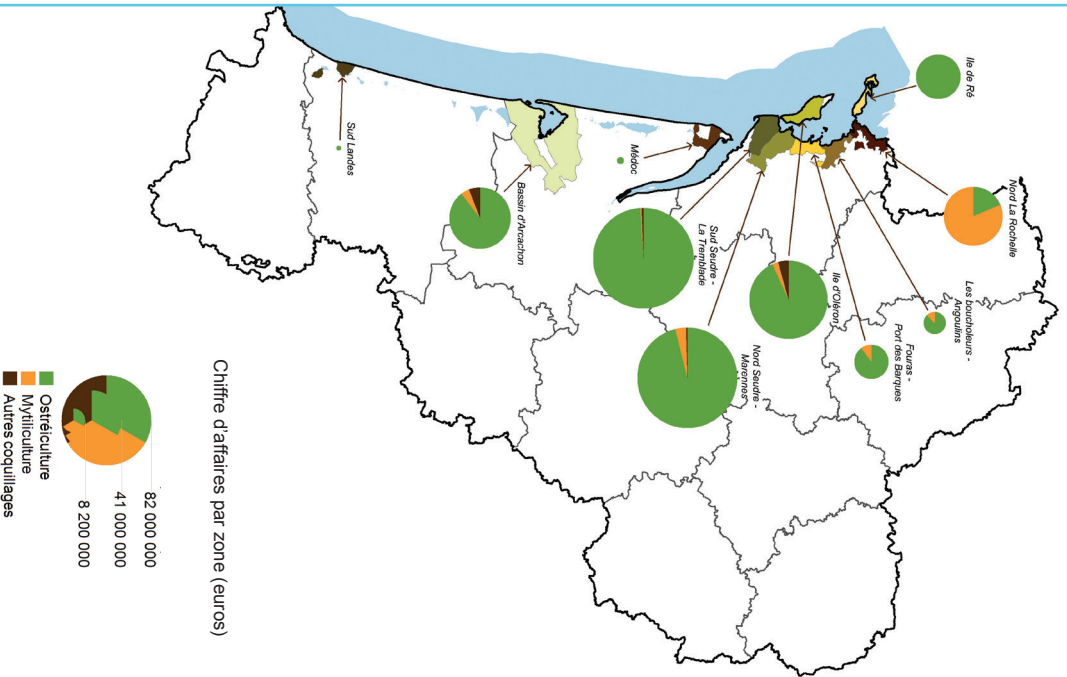 Ile de Ré
Nord La Rochelle
Les boucholeurs -
Angoulins
Fouras -
Port des Barques
Ile d'Oléron
Nord Seudre -
Marennes
Sud Seudre -
La Tremblade
Médoc
Bassin d'Arcachon
Sud Landes
Chiffre d'affaires par zone (euros)
82 000 000
41 000 000
8 200 000
Ostréiculture
Mytiliculture
Autres coquillages